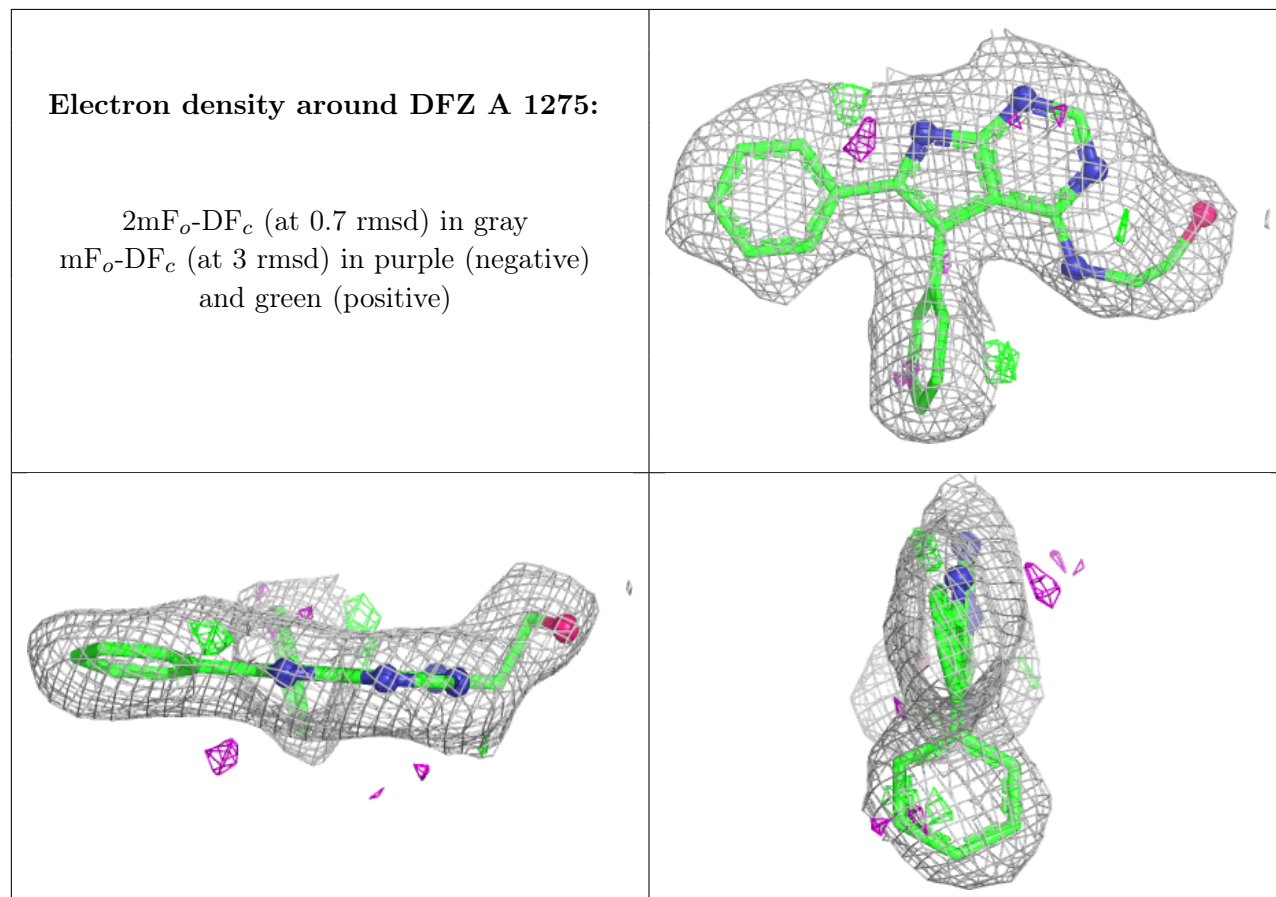 Electron density around DFZ A 1275:
2mFo-DFc (at 0.7 rmsd) in gray
mFo-DFc (at 3 rmsd) in purple (negative)
and green (positive)